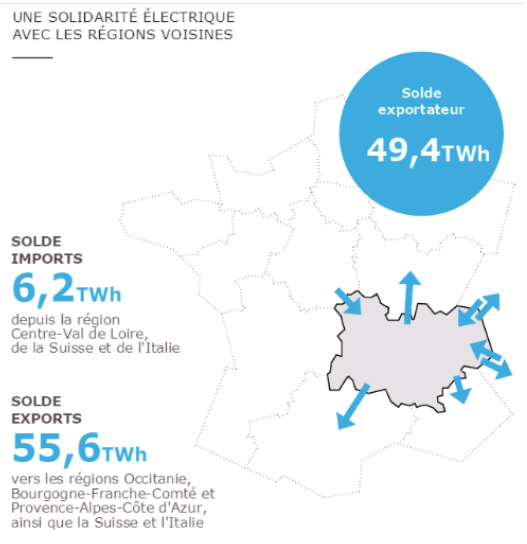 UNE SOLIDARITÉ ÉLECTRIQUE
AVEC LES RÉGIONS VOISINES
Solde
exportateur
49,4TWh
SOLDE
IMPORTS
6,2TWh
depuis la région
Centre-Val de Loire,
de la Suisse et de l'Italie
SOLDE
EXPORTS
55,6TWh
vers les régions Occitanie,
Bourgogne-Franche-Comté et
Provence-Alpes-Côte d'Azur,
ainsi que la Suisse et l'Italie